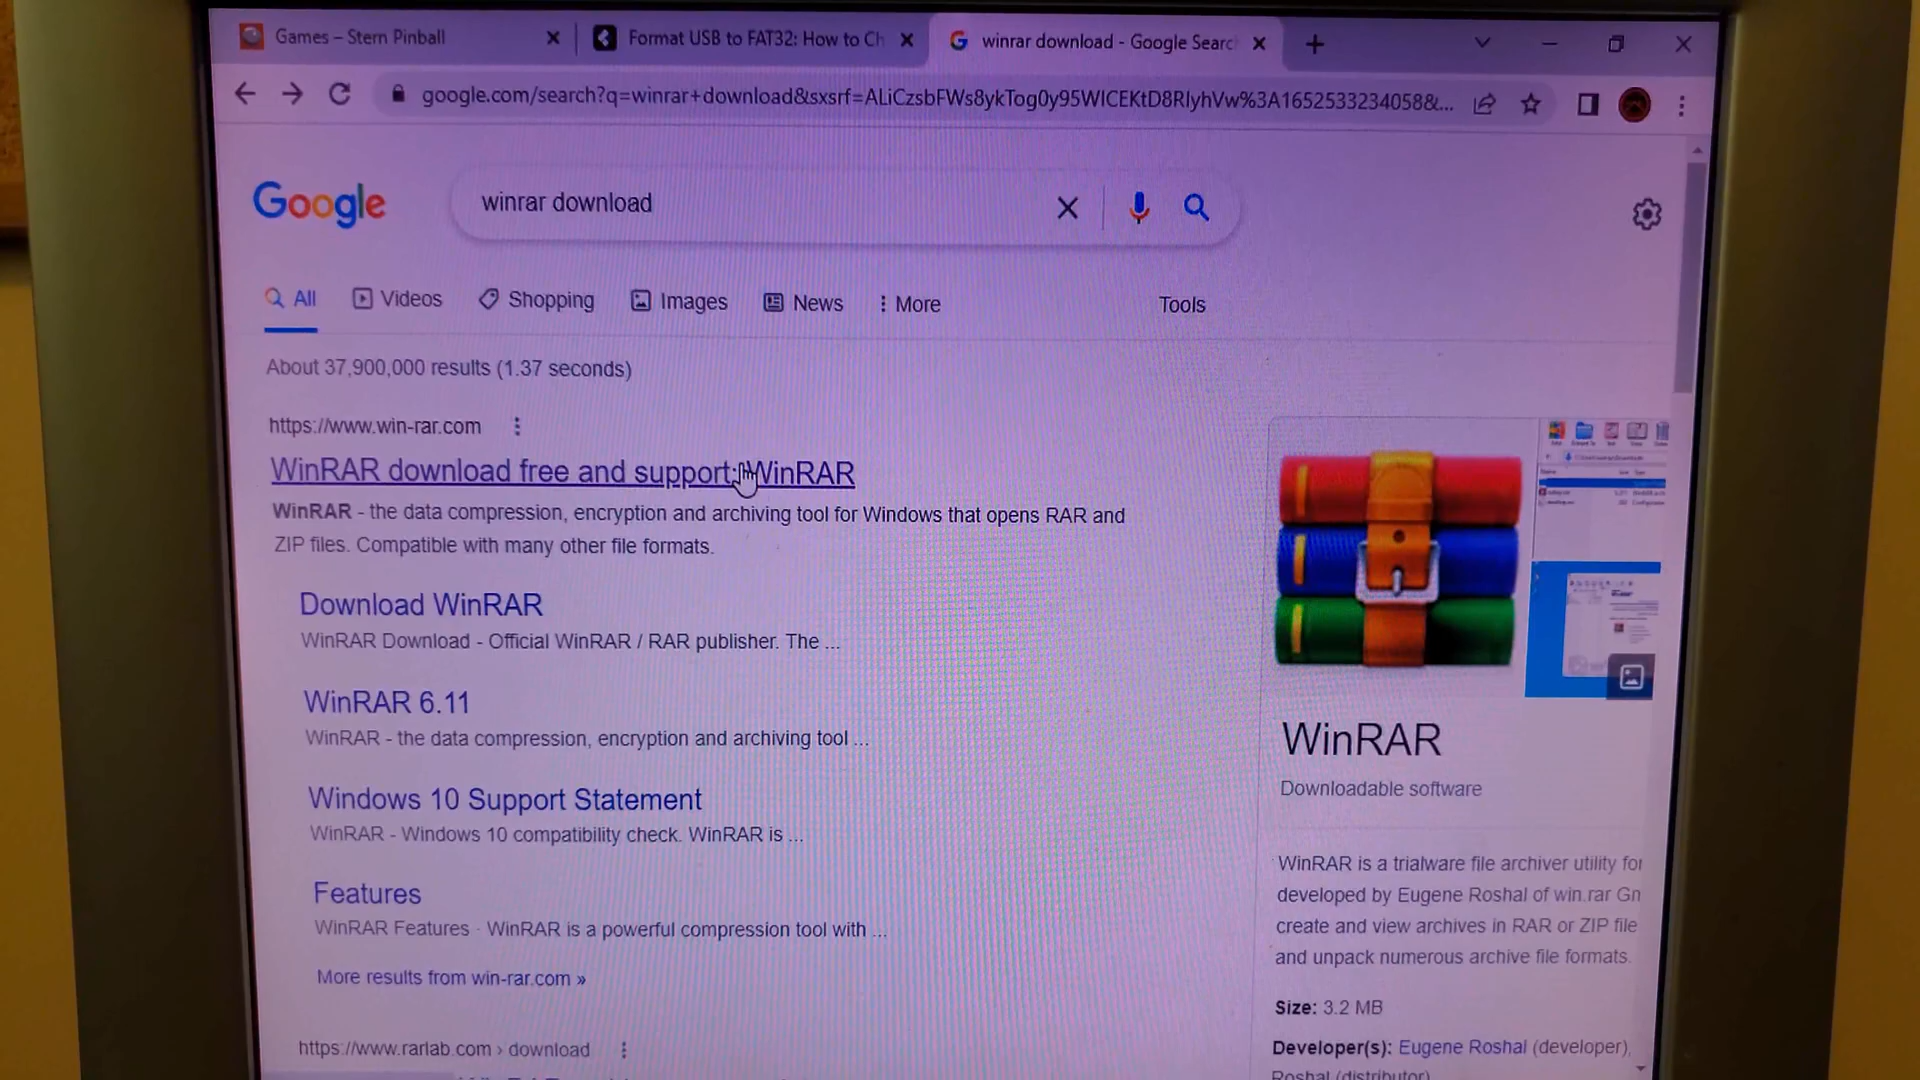 Games – Stern Pinball
Format USB to FAT32: How to Ch
winrar download - Google Searc
google.com/search?q=winrar+download&sxsrf=ALiCzsbFWs8ykTog0y95WICEKtD8RIyhVw%3A1652533234058&...
Google
winrar download
All
Videos
Shopping
Images
News
More
Tools
About 37,900,000 results (1.37 seconds)
https://www.win-rar.com
WinRAR download free and support: WinRAR
WinRAR - the data compression, encryption and archiving tool for Windows that opens RAR and
ZIP files. Compatible with many other file formats.
Download WinRAR
WinRAR Download - Official WinRAR / RAR publisher. The ...
WinRAR 6.11
WinRAR - the data compression, encryption and archiving tool ...
Windows 10 Support Statement
WinRAR - Windows 10 compatibility check. WinRAR is ...
Features
WinRAR Features · WinRAR is a powerful compression tool with ...
More results from win-rar.com »
https://www.rarlab.com › download
WinRAR
Downloadable software
WinRAR is a trialware file archiver utility for
developed by Eugene Roshal of win.rar Gm
create and view archives in RAR or ZIP file
and unpack numerous archive file formats.
Size: 3.2 MB
Developer(s): Eugene Roshal (developer),
Roshal (distributor)